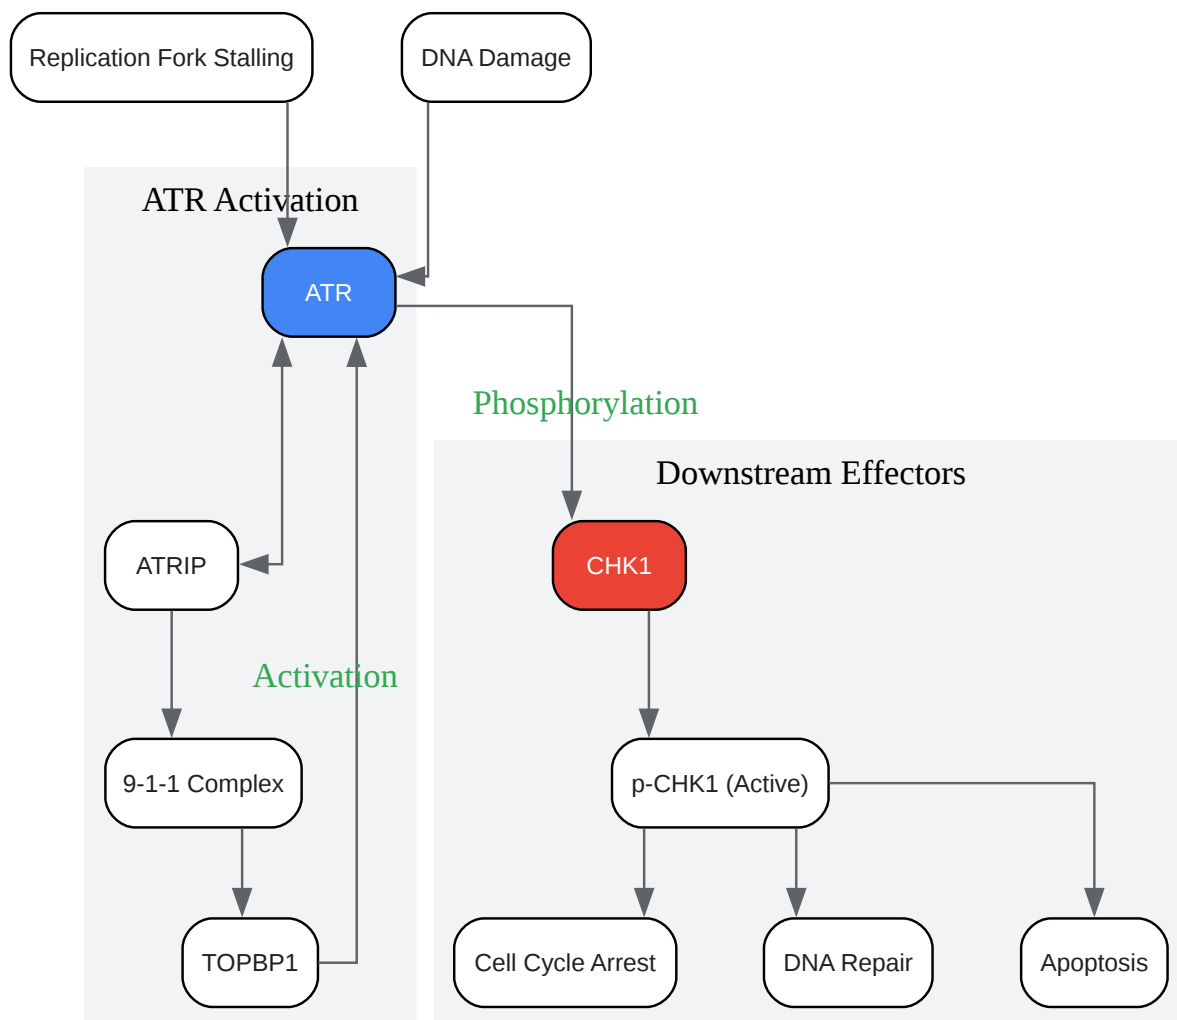 Replication Fork Stalling
DNA Damage
ATR Activation
ATR
Phosphorylation
Downstream Effectors
ATRIP
CHK1
Activation
9-1-1 Complex
p-CHK1 (Active)
TOPBP1
Cell Cycle Arrest
DNA Repair
Apoptosis